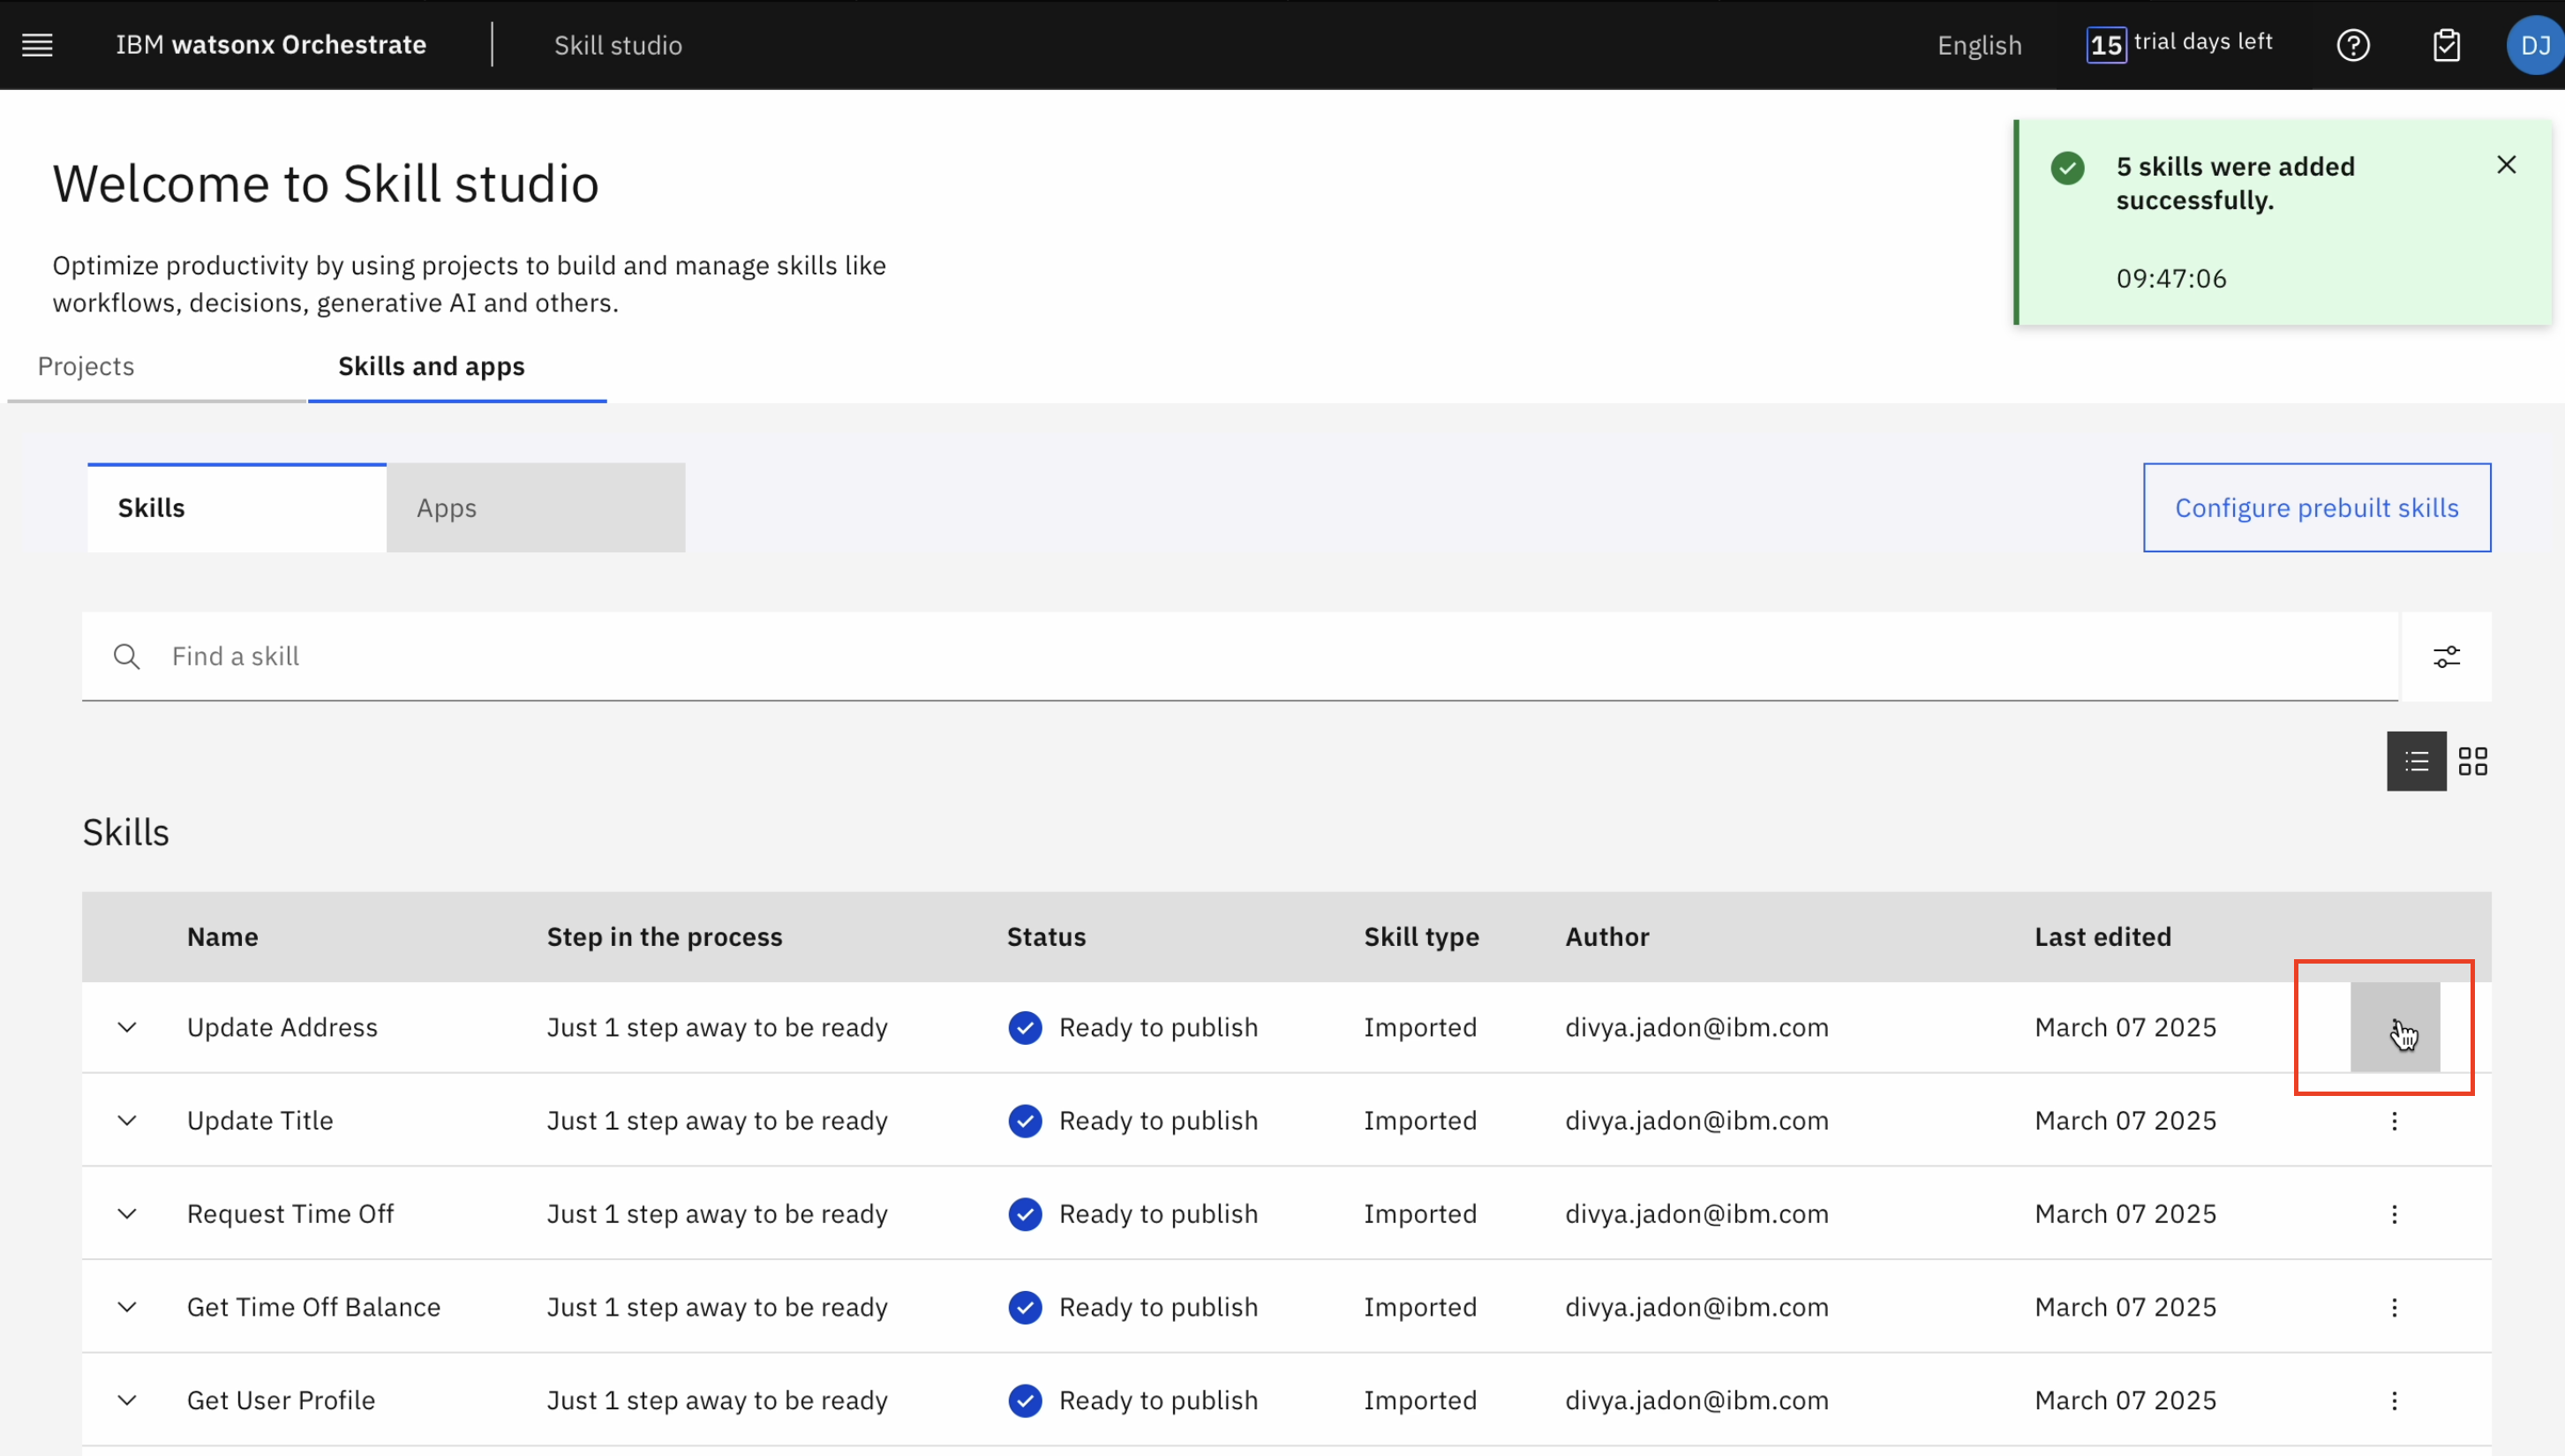 IBM watsonx Orchestrate
Skill studio
English
15 trial days left
DJ
Welcome to Skill studio
Optimize productivity by using projects to build and manage skills like
workflows, decisions, generative AI and others.
5 skills were added
successfully.
09:47:06
Projects
Skills and apps
Skills
Apps
Configure prebuilt skills
Find a skill
Skills
Name Step in the process Status Skill type Author Last edited
Update Address Just 1 step away to be ready Ready to publish Imported divya.jadon@ibm.com March 07 2025
Update Title Just 1 step away to be ready Ready to publish Imported divya.jadon@ibm.com March 07 2025
Request Time Off Just 1 step away to be ready Ready to publish Imported divya.jadon@ibm.com March 07 2025
Get Time Off Balance Just 1 step away to be ready Ready to publish Imported divya.jadon@ibm.com March 07 2025
Get User Profile Just 1 step away to be ready Ready to publish Imported divya.jadon@ibm.com March 07 2025